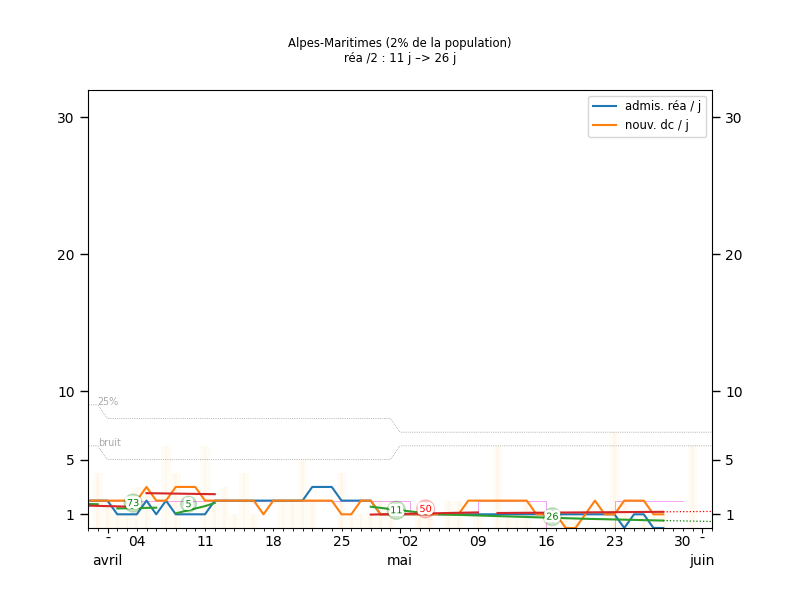 Alpes-Maritimes (2% de la population)
réa /2 : 11 j –> 26 j
admis. réa / j
nouv. dc / j
30 30
20 20
10 10
25%
bruit
5 5
73 5 11 50 26
1 1
- 04 11 18 25 -02 09 16 23 30 -
avril mai juin